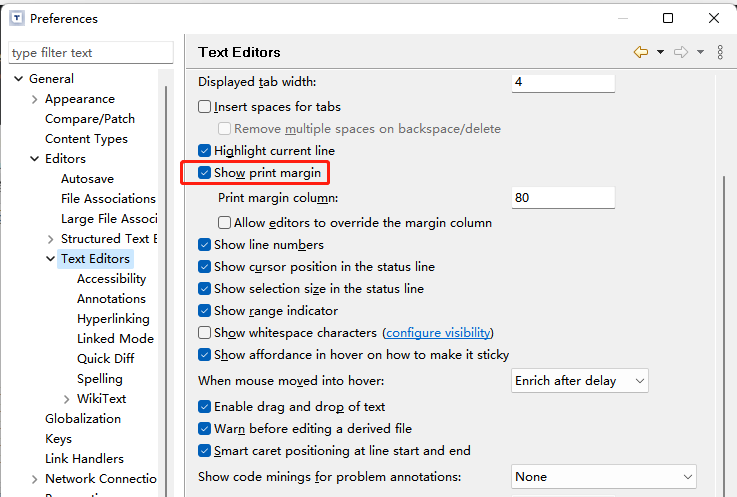 Preferences
type filter text
General
Appearance
Compare/Patch
Content Types
Editors
Autosave
File Associations
Large File Associ
Structured Text E
Text Editors
Accessibility
Annotations
Hyperlinking
Linked Mode
Quick Diff
Spelling
WikiText
Globalization
Keys
Link Handlers
Network Connectio
Text Editors
Displayed tab width: 4
Insert spaces for tabs
Remove multiple spaces on backspace/delete
Highlight current line
Show print margin
Print margin column: 80
Allow editors to override the margin column
Show line numbers
Show cursor position in the status line
Show selection size in the status line
Show range indicator
Show whitespace characters (configure visibility)
Show affordance in hover on how to make it sticky
When mouse moved into hover: Enrich after delay
Enable drag and drop of text
Warn before editing a derived file
Smart caret positioning at line start and end
Show code minings for problem annotations: None